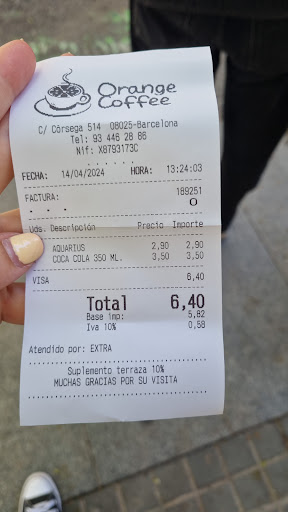 Orange
Coffee
C/ Còrsega 514 08025-Barcelona
Tel: 93 446 28 86
Nif: X8793173C
. . . . . .
FECHA: 14/04/2024 HORA: 13:24:03
FACTURA: 189251
. . . O
Uds. Descripción Precio Importe
AQUARIUS 2,90 2,90
COCA COLA 350 ML. 3,50 3,50
VISA 6,40
Total 6,40
Base imp: 5,82
Iva 10% 0,58
Atendido por: EXTRA
Suplemento terraza 10%
MUCHAS GRACIAS POR SU VISITA